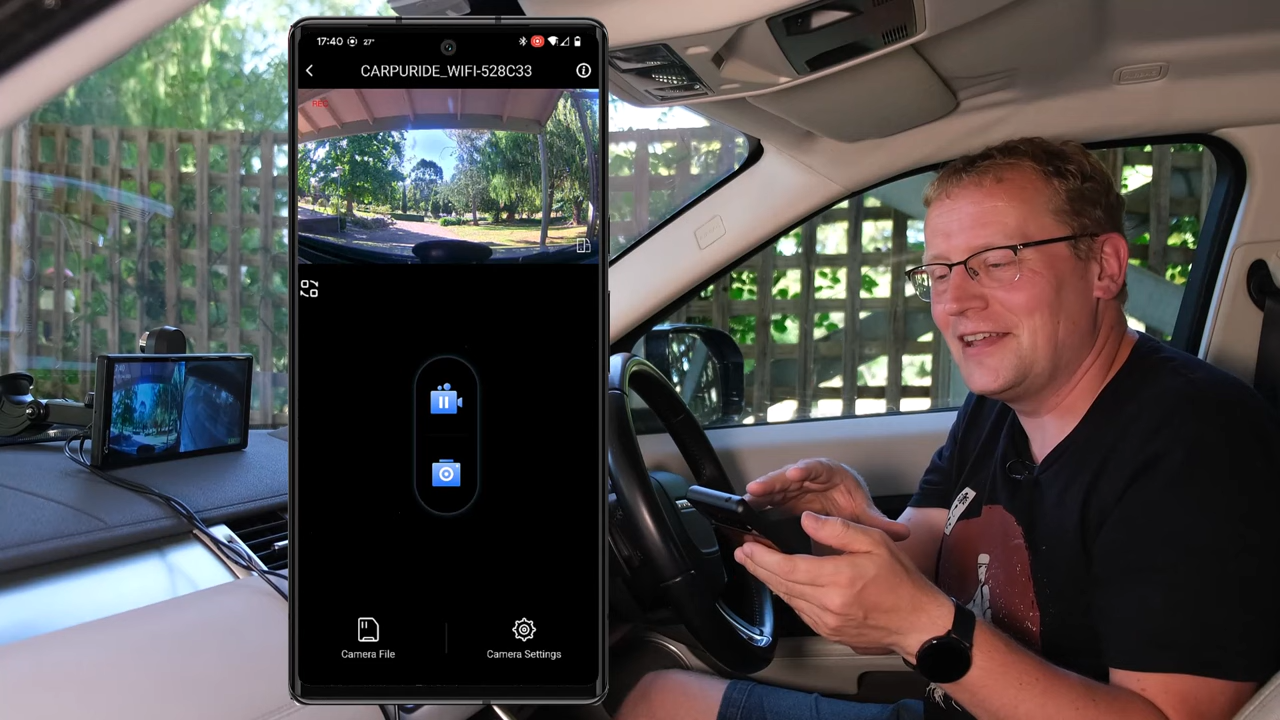 17:40 27°
CARPURIDE_WIFI-528C33
REC
Camera File
Camera Settings